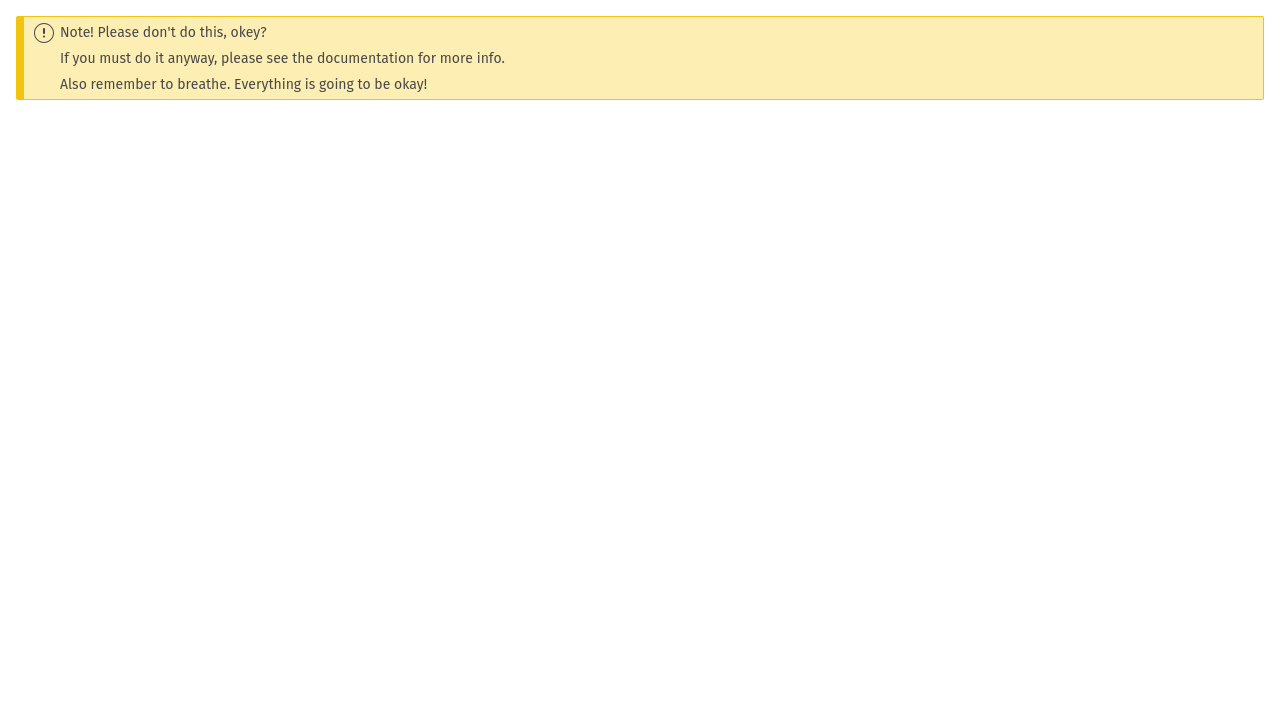 Note! Please don't do this, okey?
If you must do it anyway, please see the documentation for more info.
Also remember to breathe. Everything is going to be okay!